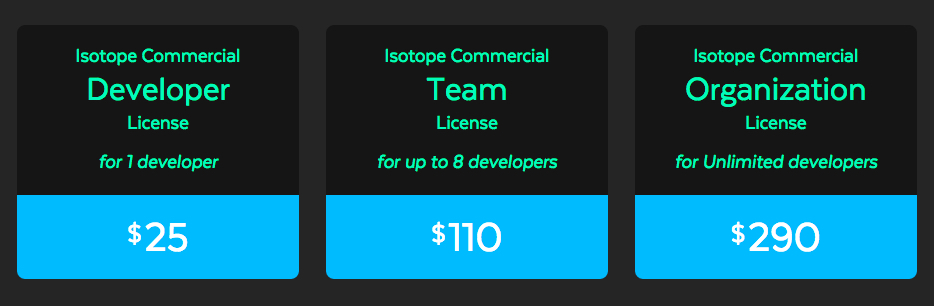 Isotope Commercial
Developer
License
for 1 developer
$25
Isotope Commercial
Team
License
for up to 8 developers
$110
Isotope Commercial
Organization
License
for Unlimited developers
$290